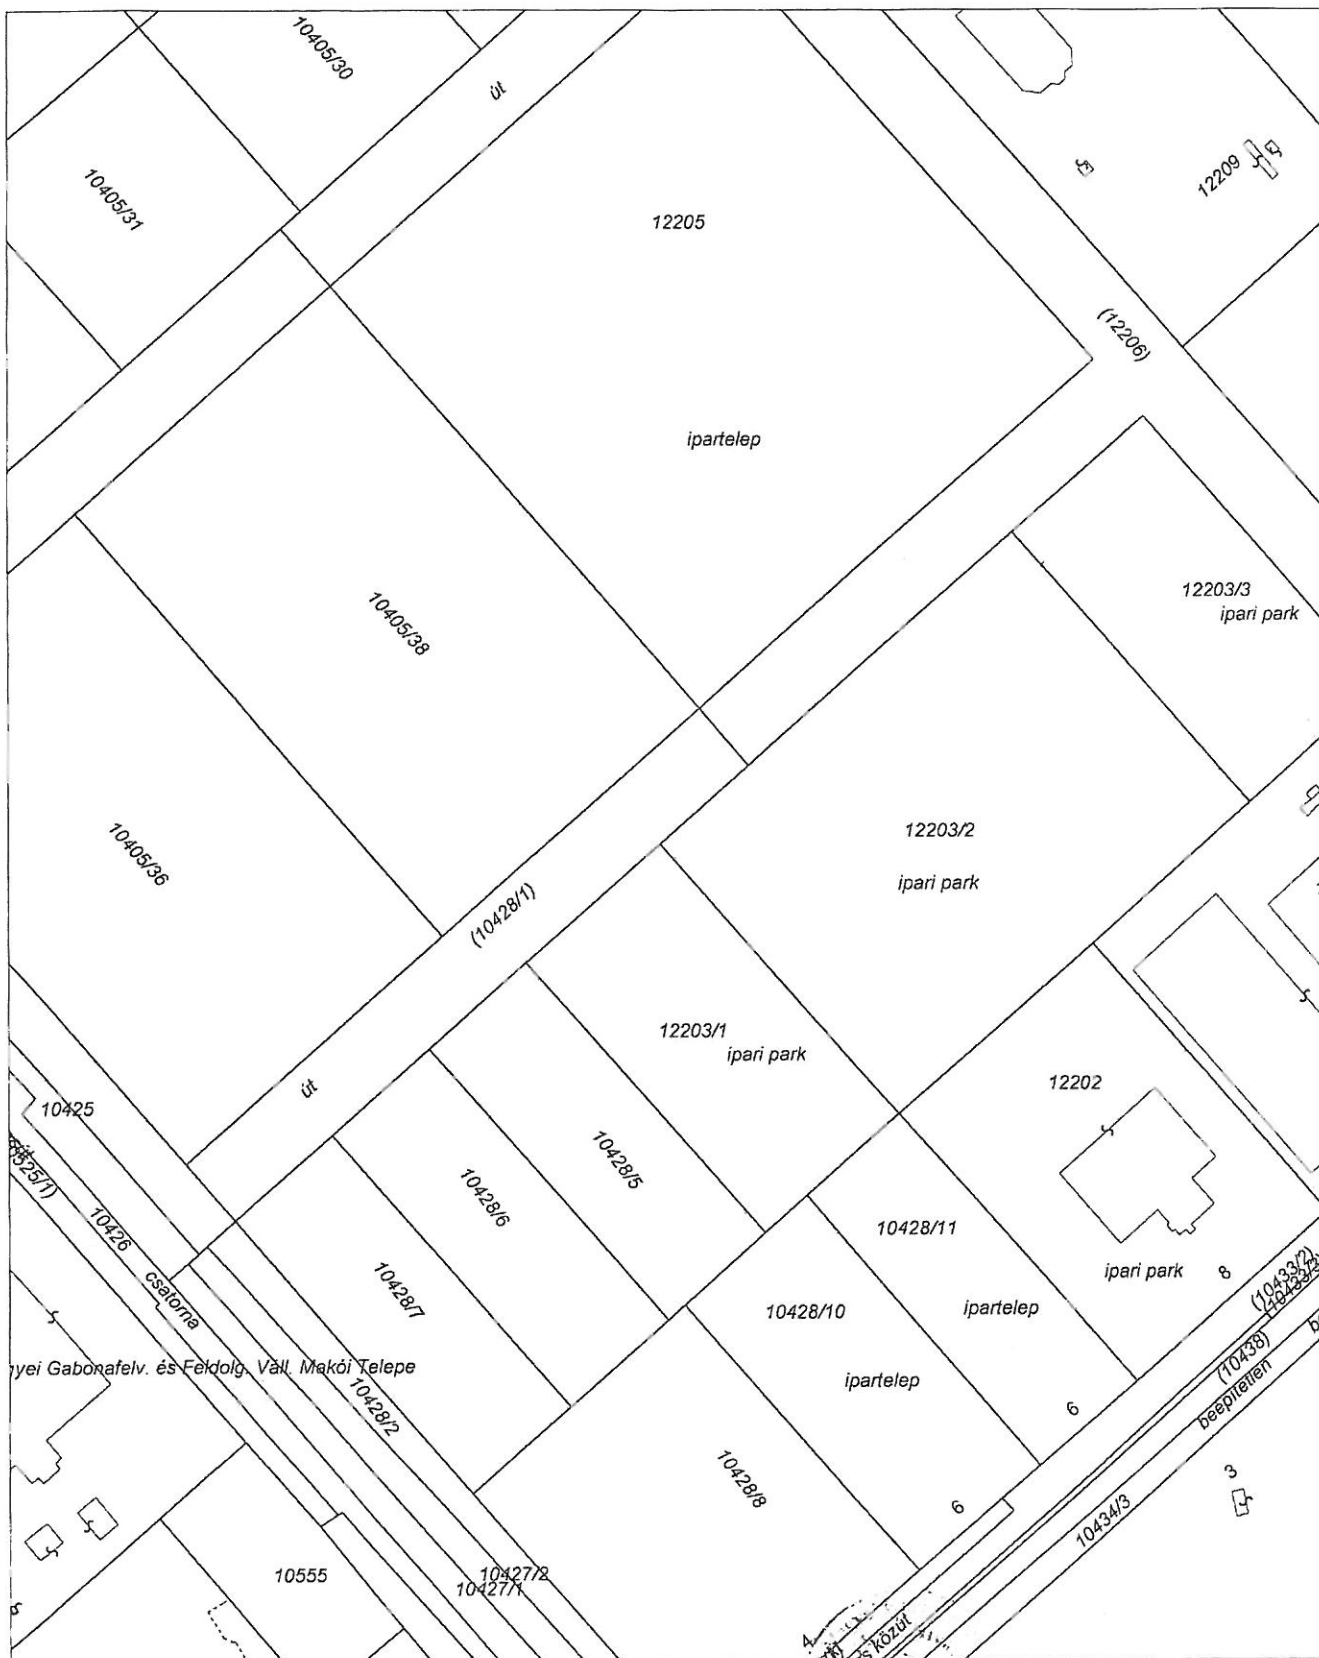 10405/30
út
10405/31
12205
12209
(12206)
ipartelep
10405/38
12203/3
ipari park
10405/36
12203/2
ipari park
(10428/1)
12203/1
ipari park
12202
út
10425
10428/5
10428/6
10426
csatorna
10428/7
10428/11
10428/10
ipartelep
ipari park
8
(10433/2)
(10438)
beépítetlen
yei Gabonafelv. és Feldolg. Váll. Makói Telepe
10428/2
ipartelep
6
10428/8
6
3
10434/3
10555
10427/2
10427/1
4
s közút